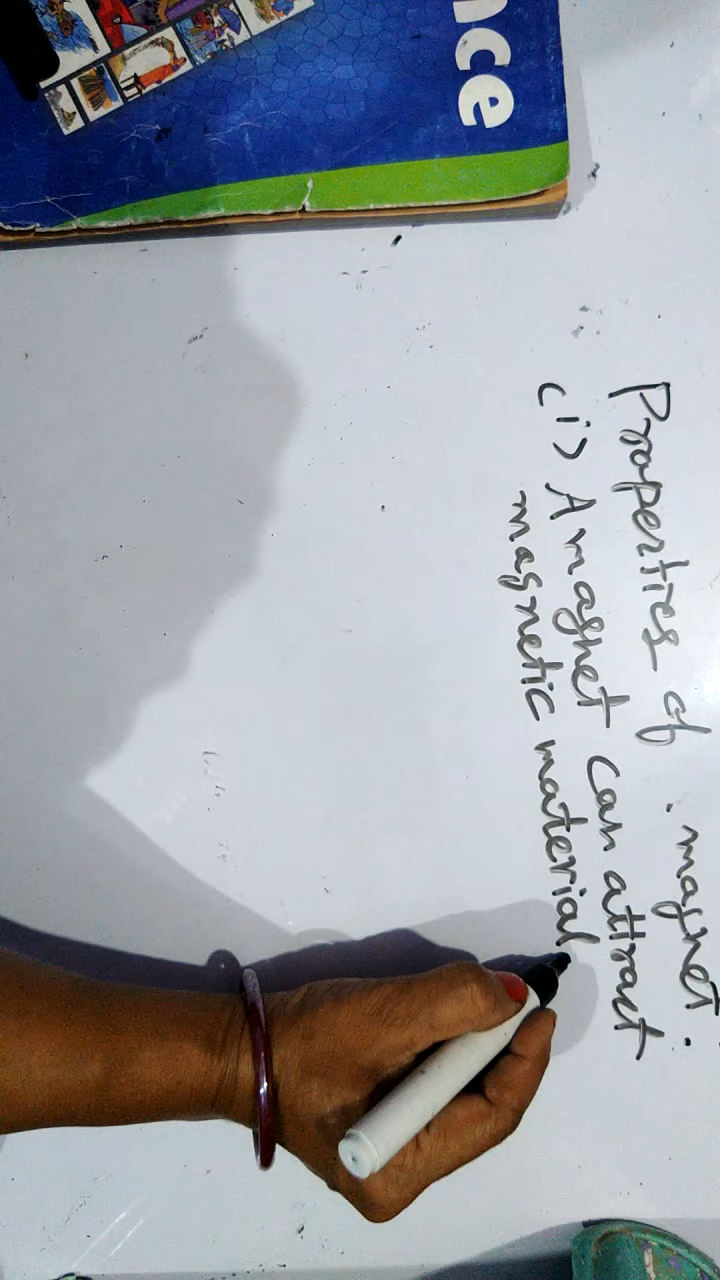 nce
Properties of . magnet :
(i) A magnet can attract
magnetic material